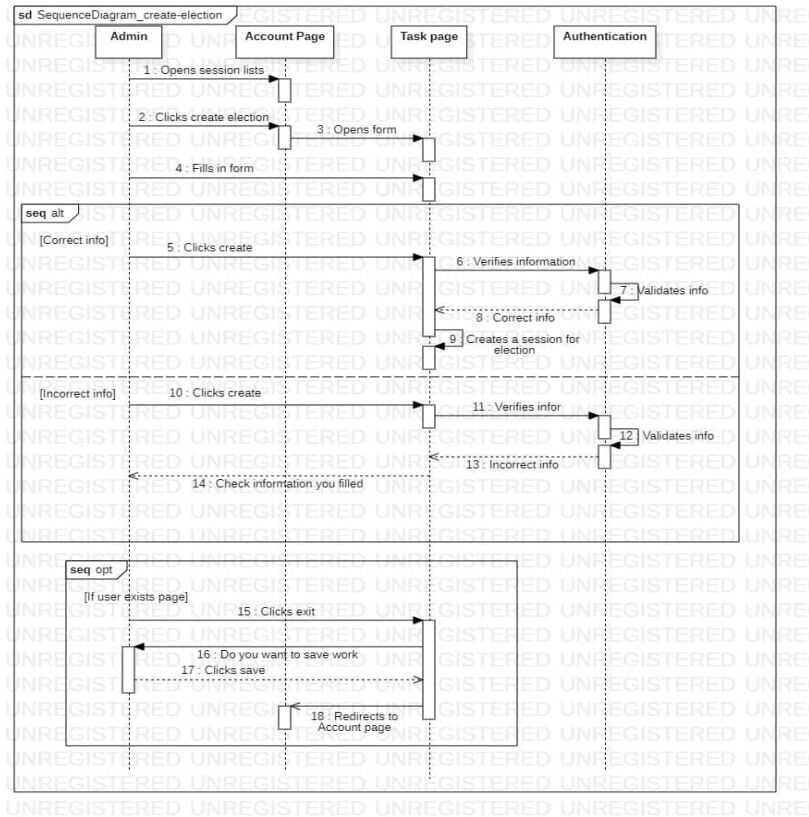 sd SequenceDiagram_create-election
Admin
Account Page
Task page
Authentication
1 : Opens session lists
2 : Clicks create election
3 : Opens form
4 : Fills in form
seq alt
[Correct info]
5 : Clicks create
6 : Verifies information
7 : Validates info
8 : Correct info
9 : Creates a session for
election
[Incorrect info]
10 : Clicks create
11 : Verifies infor
12 : Validates info
13 : Incorrect info
14 : Check information you filled
seq opt
[If user exists page]
15 : Clicks exit
16 : Do you want to save work
17 : Clicks save
18 : Redirects to
Account page
UNREGISTERED